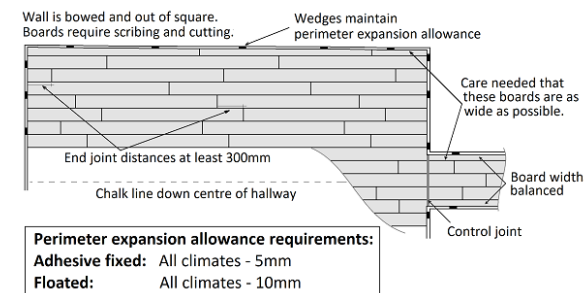 Wall is bowed and out of square.
Boards require scribing and cutting.
Wedges maintain
perimeter expansion allowance
Care needed that
these boards are as
wide as possible.
End joint distances at least 300mm
Board width
balanced
Chalk line down centre of hallway
Control joint
Perimeter expansion allowance requirements:
Adhesive fixed: All climates - 5mm
Floated: All climates - 10mm